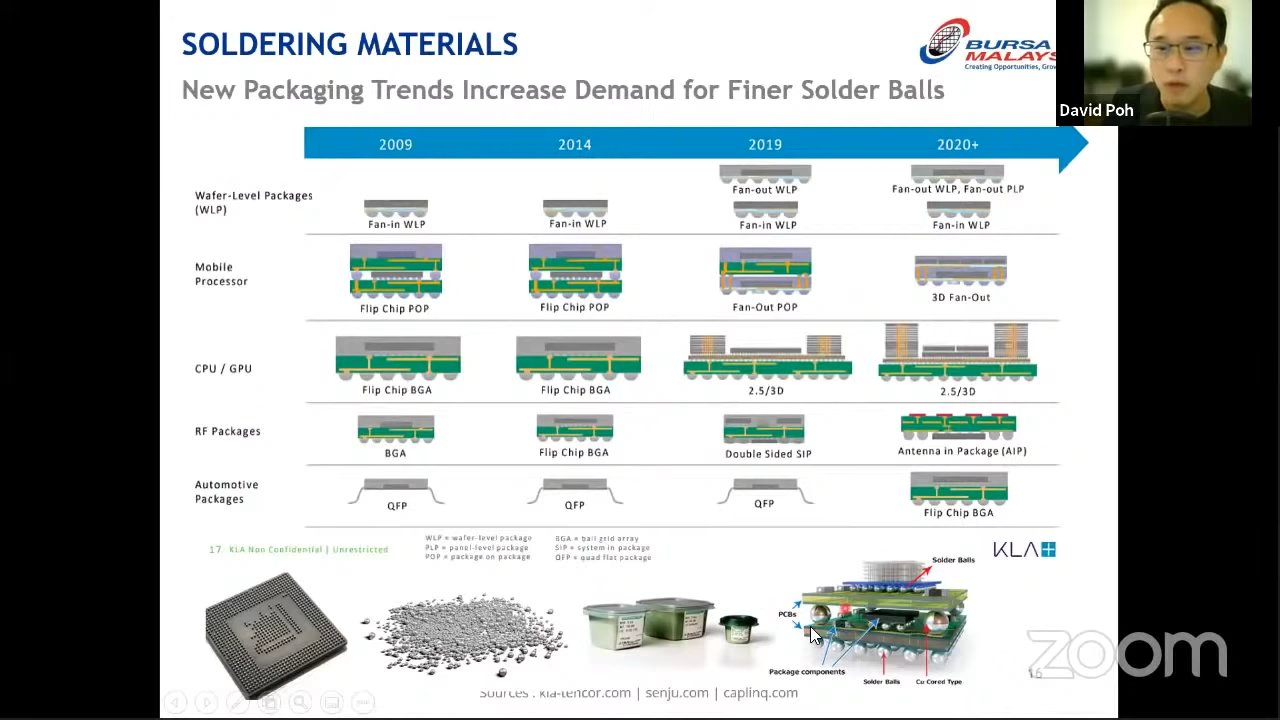 SOLDERING MATERIALS
BURSA
MALAYS
Creating Opportunities, Grow
David Poh
New Packaging Trends Increase Demand for Finer Solder Balls
2009 2014 2019 2020+
Wafer-Level Packages
(WLP)
Fan-out WLP
Fan-out WLP, Fan-out PLP
Fan-in WLP
Fan-in WLP
Fan-in WLP
Fan-in WLP
Mobile
Processor
Flip Chip POP
Flip Chip POP
Fan-Out POP
3D Fan-Out
CPU / GPU
Flip Chip BGA
Flip Chip BGA
2.5/3D
2.5/3D
RF Packages
BGA
Flip Chip BGA
Double Sided SIP
Antenna in Package (AIP)
Automotive
Packages
QFP
QFP
QFP
Flip Chip BGA
17 KLA Non Confidential | Unrestricted
WLP = wafer-level package
PLP = panel-level package
POP = package on package
BGA = ball grid array
SIP = system in package
QFP = quad flat package
KLA
Solder Balls
PCBs
Package components
Solder Balls
Cu Cored Type
zoom
16
Sources : kla-tencor.com | senju.com | caplinq.com